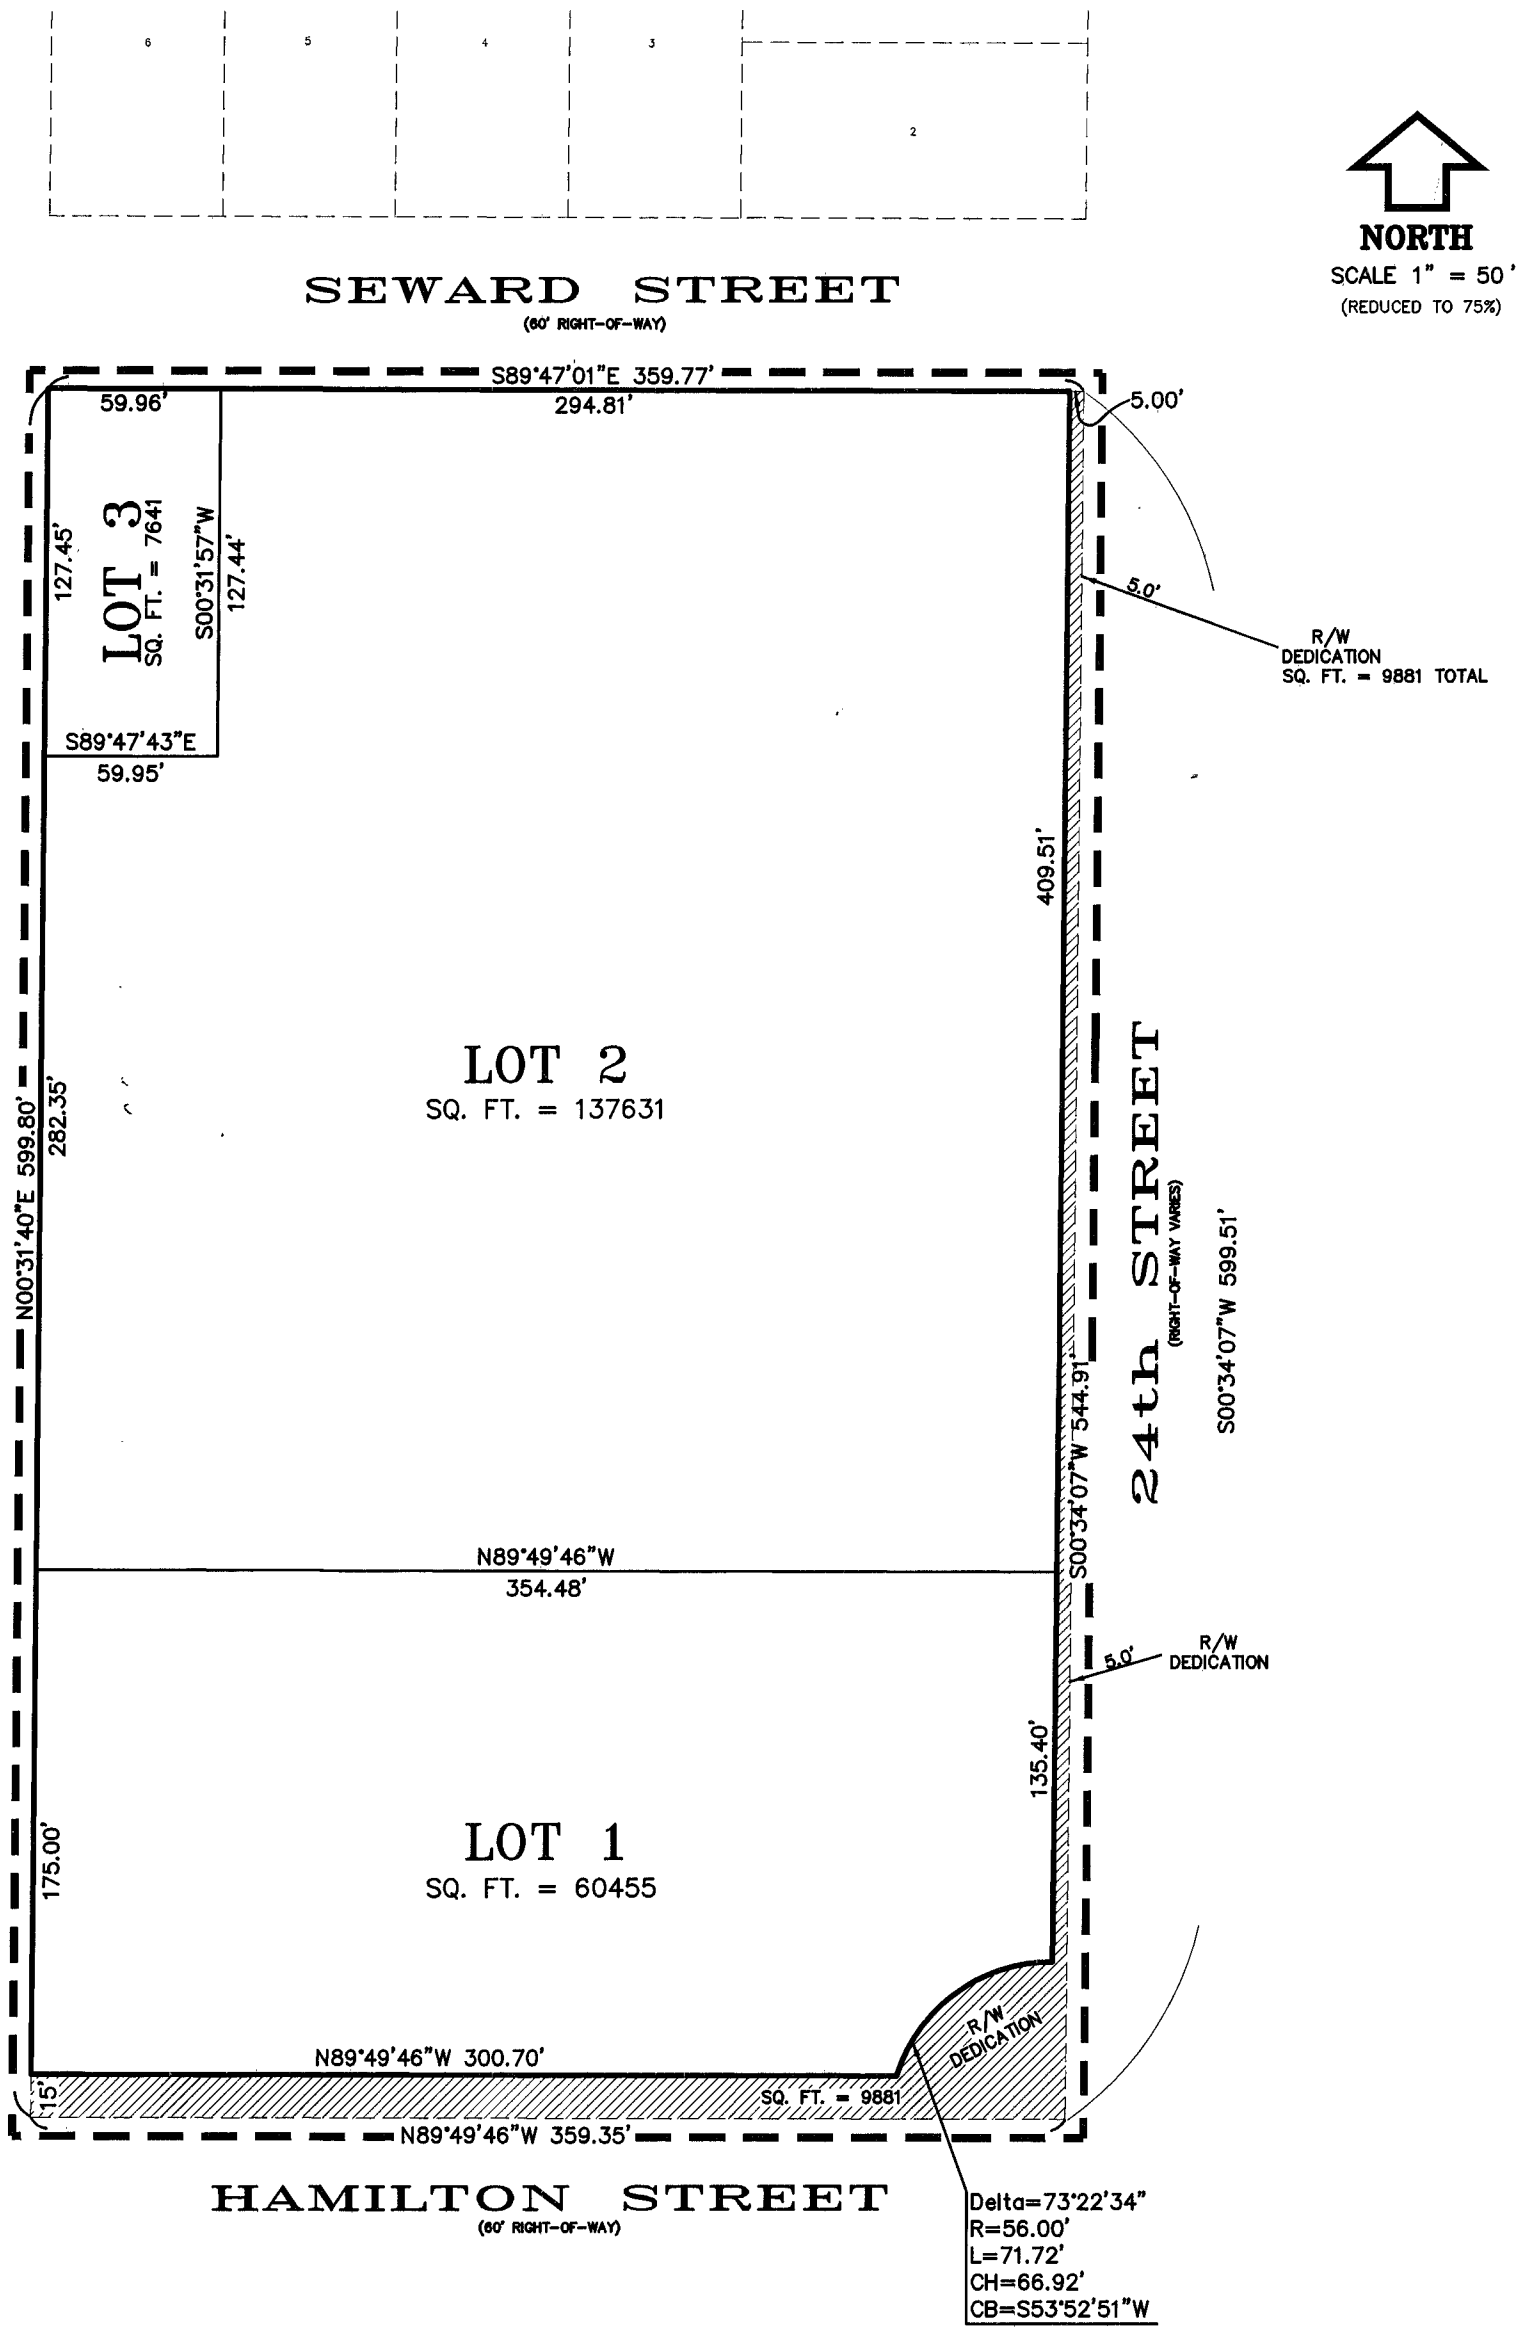 6
5
4
3
2
NORTH
SCALE 1" = 50'
(REDUCED TO 75%)
SEWARD STREET
(60' RIGHT-OF-WAY)
S89°47'01"E 359.77'
59.96'
294.81'
5.00'
LOT 3
SQ. FT. = 7641
127.45'
S00°31'57"W
127.44'
S89°47'43"E
59.95'
5.0'
R/W
DEDICATION
SQ. FT. = 9881 TOTAL
409.51'
LOT 2
SQ. FT. = 137631
N00°31'40"E 599.80'
282.35'
24th STREET
(RIGHT-OF-WAY VARIES)
S00°34'07"W 599.51'
S00°34'07"W 544.91'
N89°49'46"W
354.48'
5.0'
R/W
DEDICATION
135.40'
LOT 1
SQ. FT. = 60455
175.00'
R/W
DEDICATION
N89°49'46"W 300.70'
15'
SQ. FT. = 9881
N89°49'46"W 359.35'
HAMILTON STREET
(60' RIGHT-OF-WAY)
Delta=73°22'34"
R=56.00'
L=71.72'
CH=66.92'
CB=S53°52'51"W